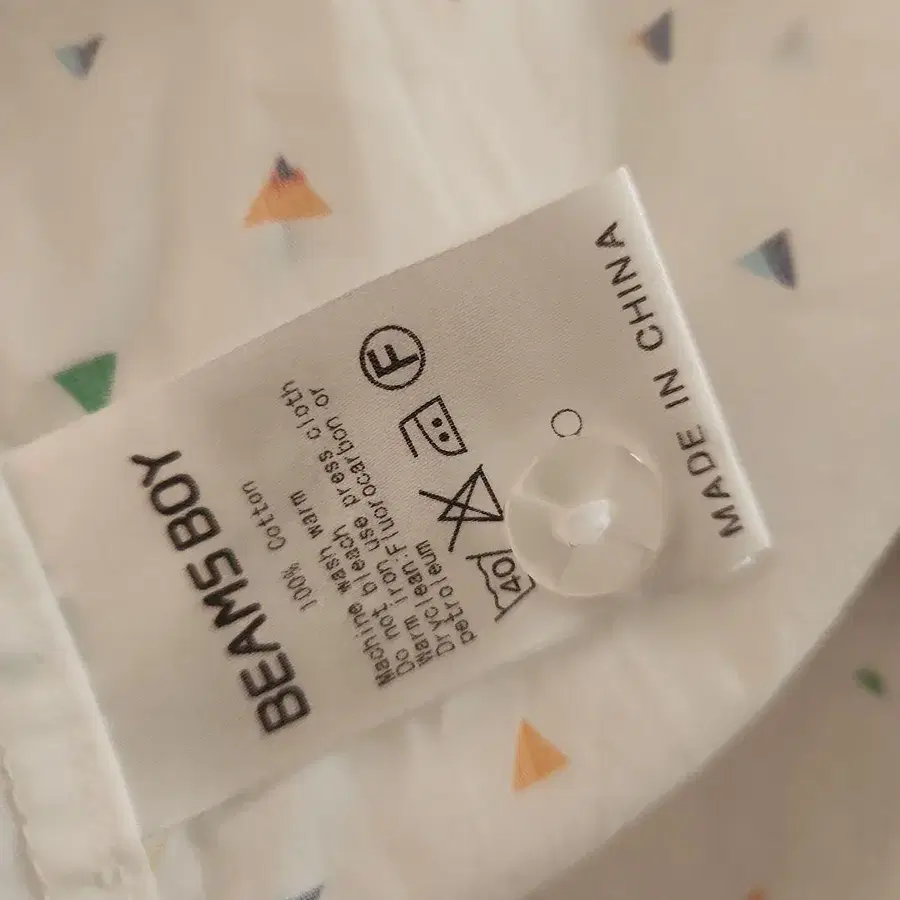 BEAMS BOY
100% Cotton
Machine wash warm
Do not bleach
Warm iron use press cloth
Dryclean:Fluorocarbon or
petroleum
40
F
MADE IN CHINA